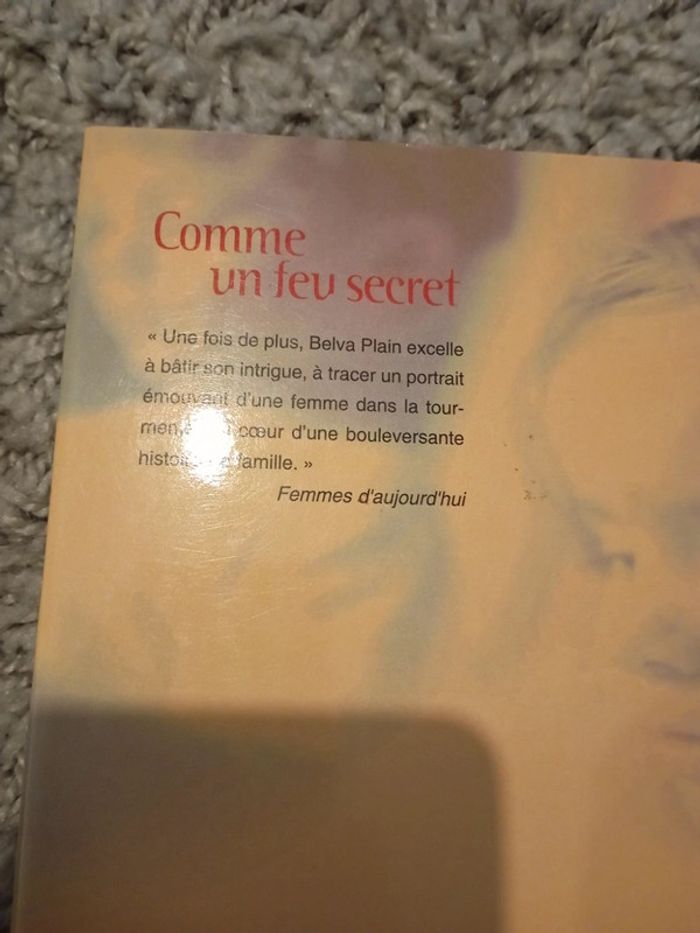 Comme
un feu secret
« Une fois de plus, Belva Plain excelle
à bâtir son intrigue, à tracer un portrait
émouvant d'une femme dans la tour-
cœur d'une bouleversante
famille. »
Femmes d'aujourd'hui